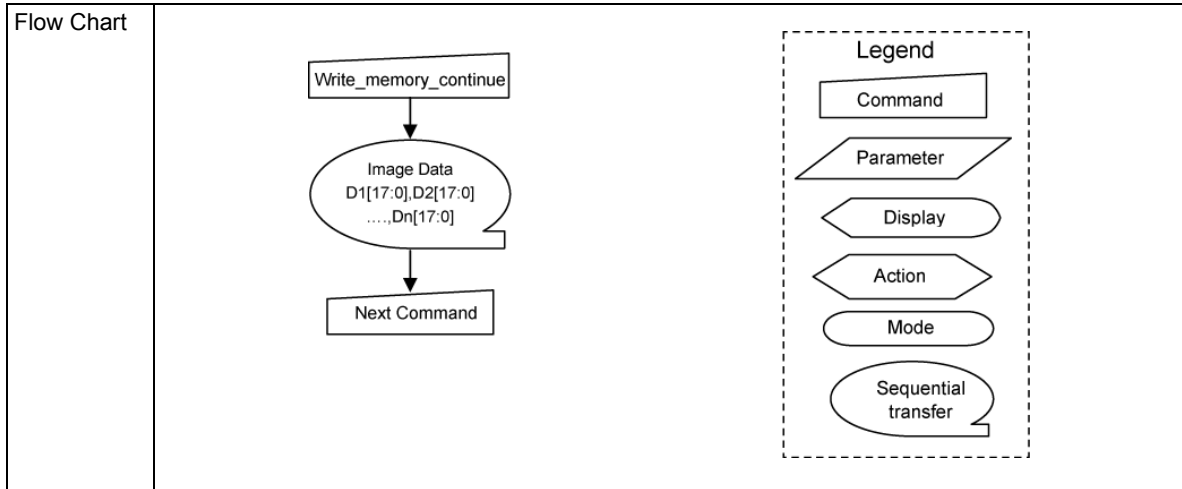 Flow Chart
Write_memory_continue
Image Data
D1[17:0],D2[17:0]
....,Dn[17:0]
Next Command
Legend
Command
Parameter
Display
Action
Mode
Sequential
transfer